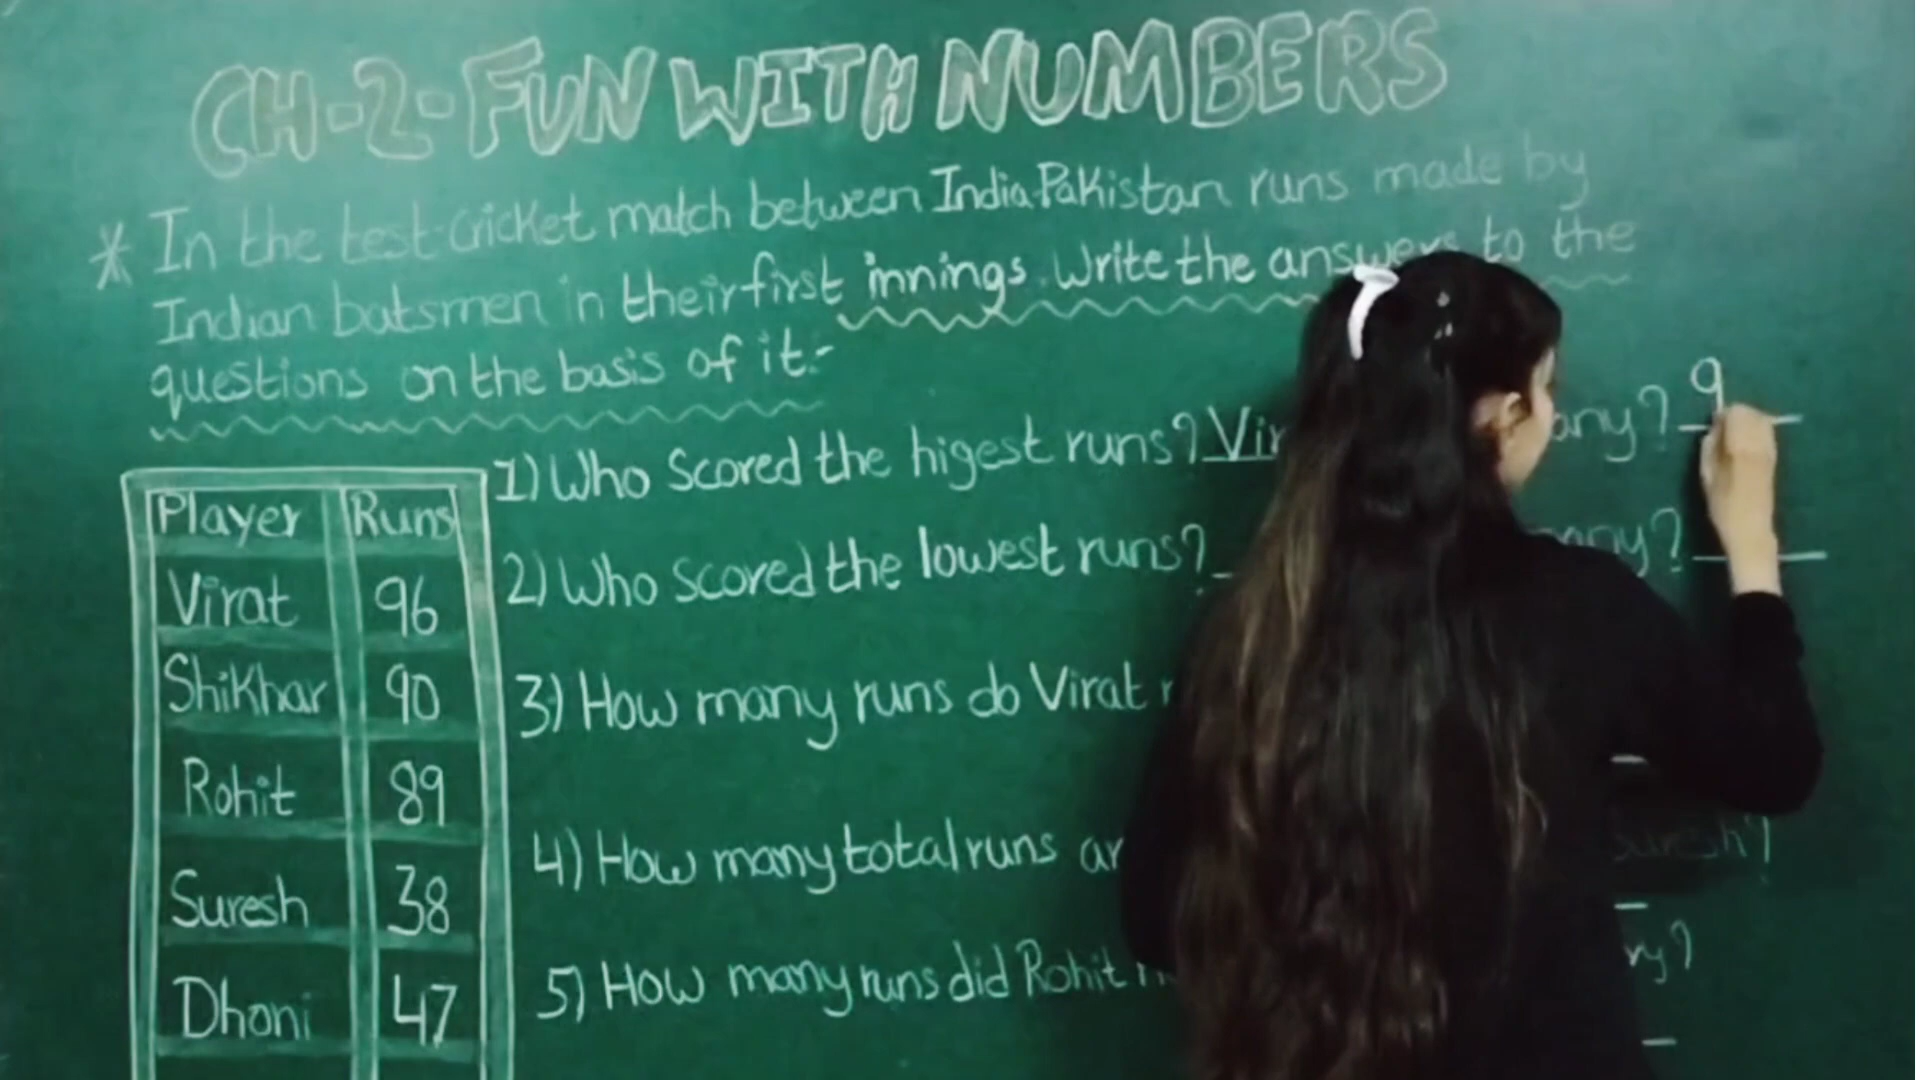 CH-2-FUN WITH NUMBERS
* In the test cricket match between India-Pakistan runs made by
Indian batsmen in their first innings. Write the answers to the
questions on the basis of it:-
Player Runs
Virat 96
Shikhar 90
Rohit 89
Suresh 38
Dhoni 47
1) Who Scored the higest runs? Vir any? 9
2) Who scored the lowest runs? many?
3) How many runs do Virat
4) How many total runs Suresh?
5) How many runs did Rohit